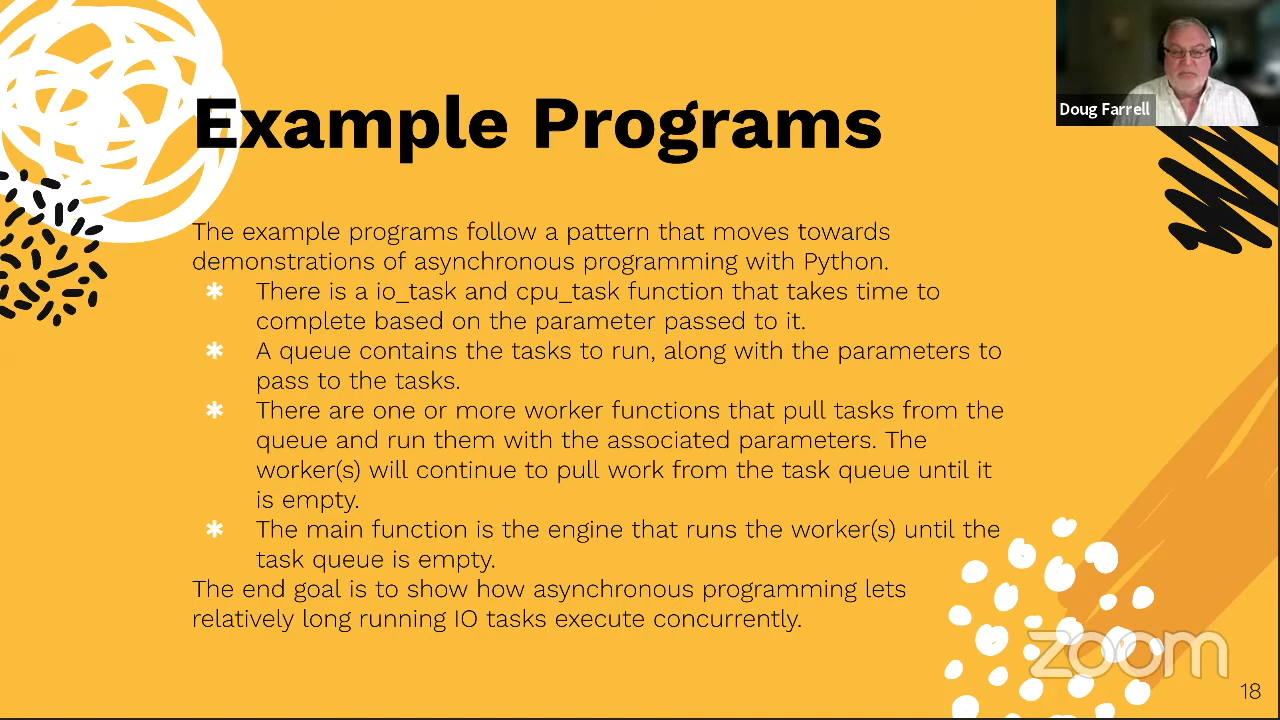 Example Programs
Doug Farrell
The example programs follow a pattern that moves towards
demonstrations of asynchronous programming with Python.
* There is a io_task and cpu_task function that takes time to
complete based on the parameter passed to it.
* A queue contains the tasks to run, along with the parameters to
pass to the tasks.
* There are one or more worker functions that pull tasks from the
queue and run them with the associated parameters. The
worker(s) will continue to pull work from the task queue until it
is empty.
* The main function is the engine that runs the worker(s) until the
task queue is empty.
The end goal is to show how asynchronous programming lets
relatively long running IO tasks execute concurrently.
zoom
18